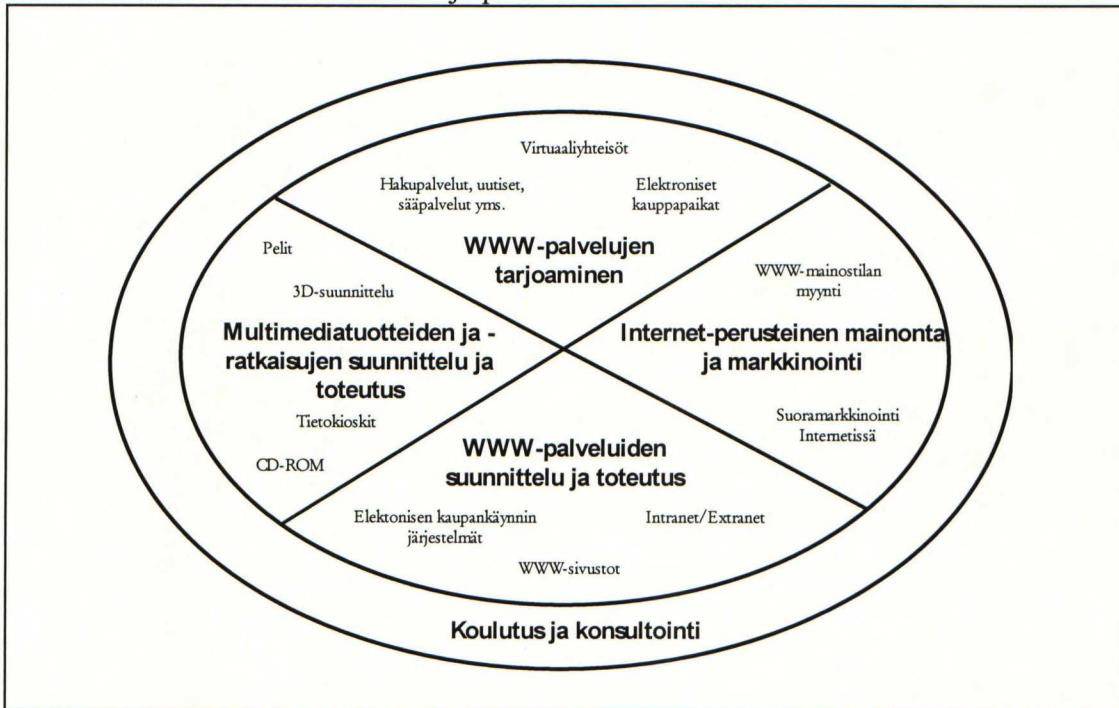 Virtuaaliyhteisöt
Hakupalvelut, uutiset,
sääpalvelut yms.
Elektroniset
kauppapaikat
WWW-palvelujen
tarjoaminen
Pelit
3D-suunnittelu
Multimediatuotteiden ja -
ratkaisujen suunnittelu ja
toteutus
Tietokioskit
CD-ROM
WWW-mainostilan
myynti
Internet-perusteinen mainonta
ja markkinointi
Suoramarkkinointi
Internetissä
WWW-palveluiden
suunnittelu ja toteutus
Elektonisen kaupankäynnin
järjestelmät
Intranet/Extranet
WWW-sivustot
Koulutus ja konsultointi